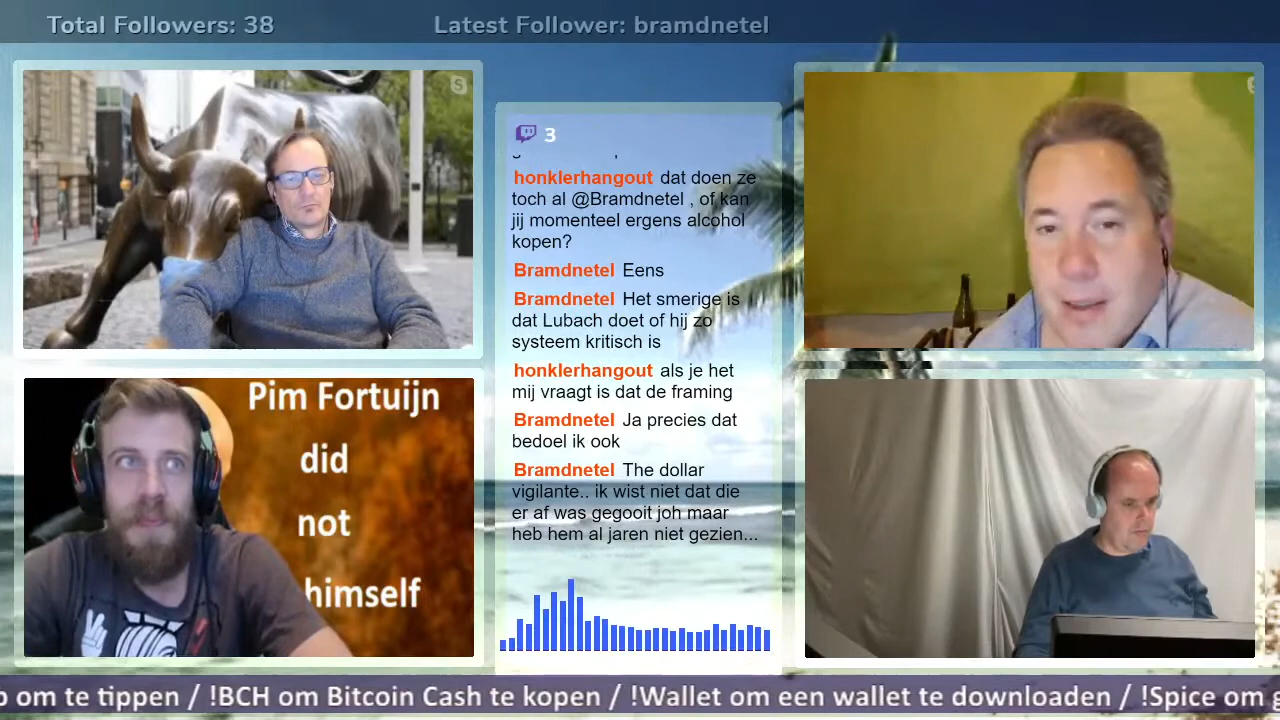 Total Followers: 38
Latest Follower: bramdnetel
3
honklerhangout dat doen ze
toch al @Bramdnetel , of kan
jij momenteel ergens alcohol
kopen?
Bramdnetel Eens
Bramdnetel Het smerige is
dat Lubach doet of hij zo
systeem kritisch is
honklerhangout als je het
mij vraagt is dat de framing
Bramdnetel Ja precies dat
bedoel ik ook
Bramdnetel The dollar
vigilante.. ik wist niet dat die
er af was gegooit joh maar
heb hem al jaren niet gezien...
Pim Fortuijn
did
not
himself
om te tippen / !BCH om Bitcoin Cash te kopen / !Wallet om een wallet te downloaden / !Spice om